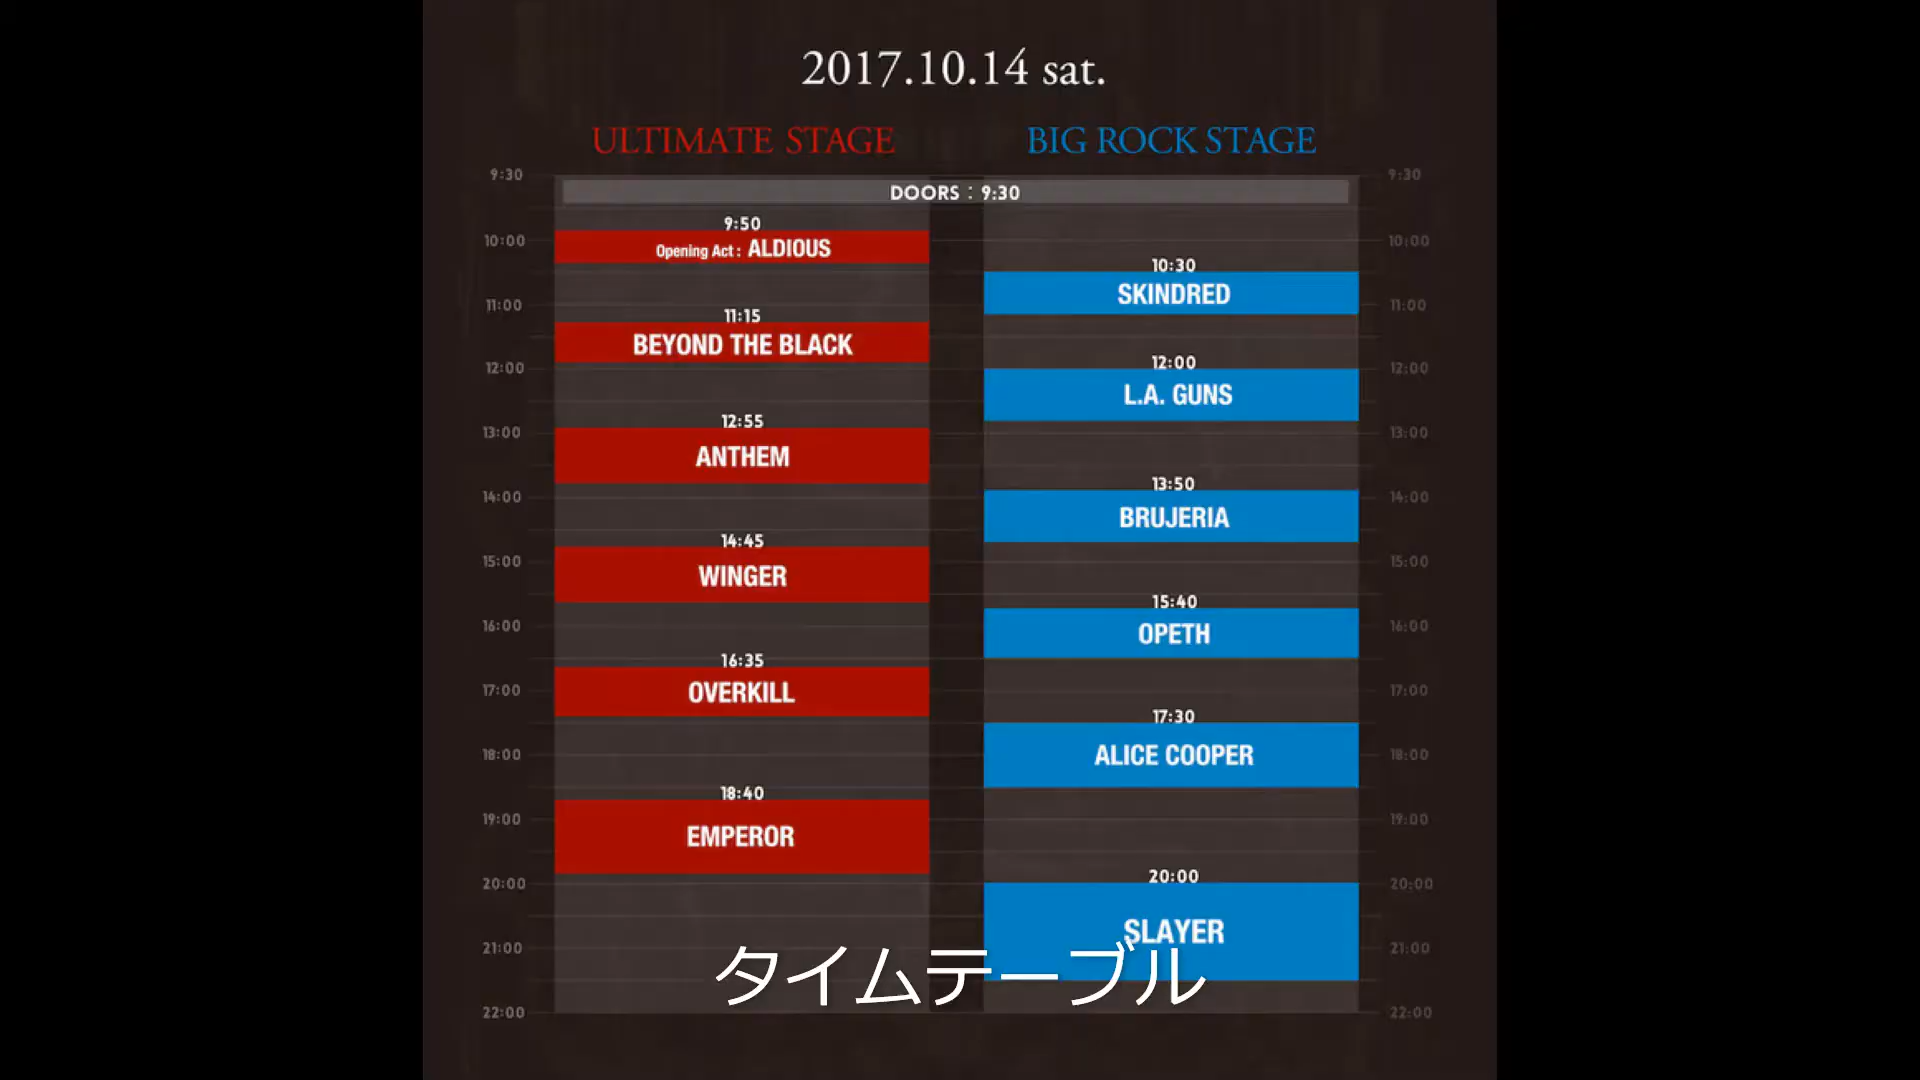 2017.10.14 sat.
ULTIMATE STAGE
BIG ROCK STAGE
9:30
9:30
DOORS : 9:30
9:50
Opening Act : ALDIOUS
10:00
10:00
10:30
SKINDRED
11:00
11:00
11:15
BEYOND THE BLACK
12:00
12:00
12:00
L.A. GUNS
12:55
13:00
13:00
ANTHEM
13:50
14:00
14:00
BRUJERIA
14:45
15:00
15:00
WINGER
15:40
16:00
16:00
OPETH
16:35
17:00
17:00
OVERKILL
17:30
18:00
18:00
ALICE COOPER
18:40
19:00
19:00
EMPEROR
20:00
20:00
20:00
SLAYER
21:00
21:00
タイムテーブル
22:00
22:00